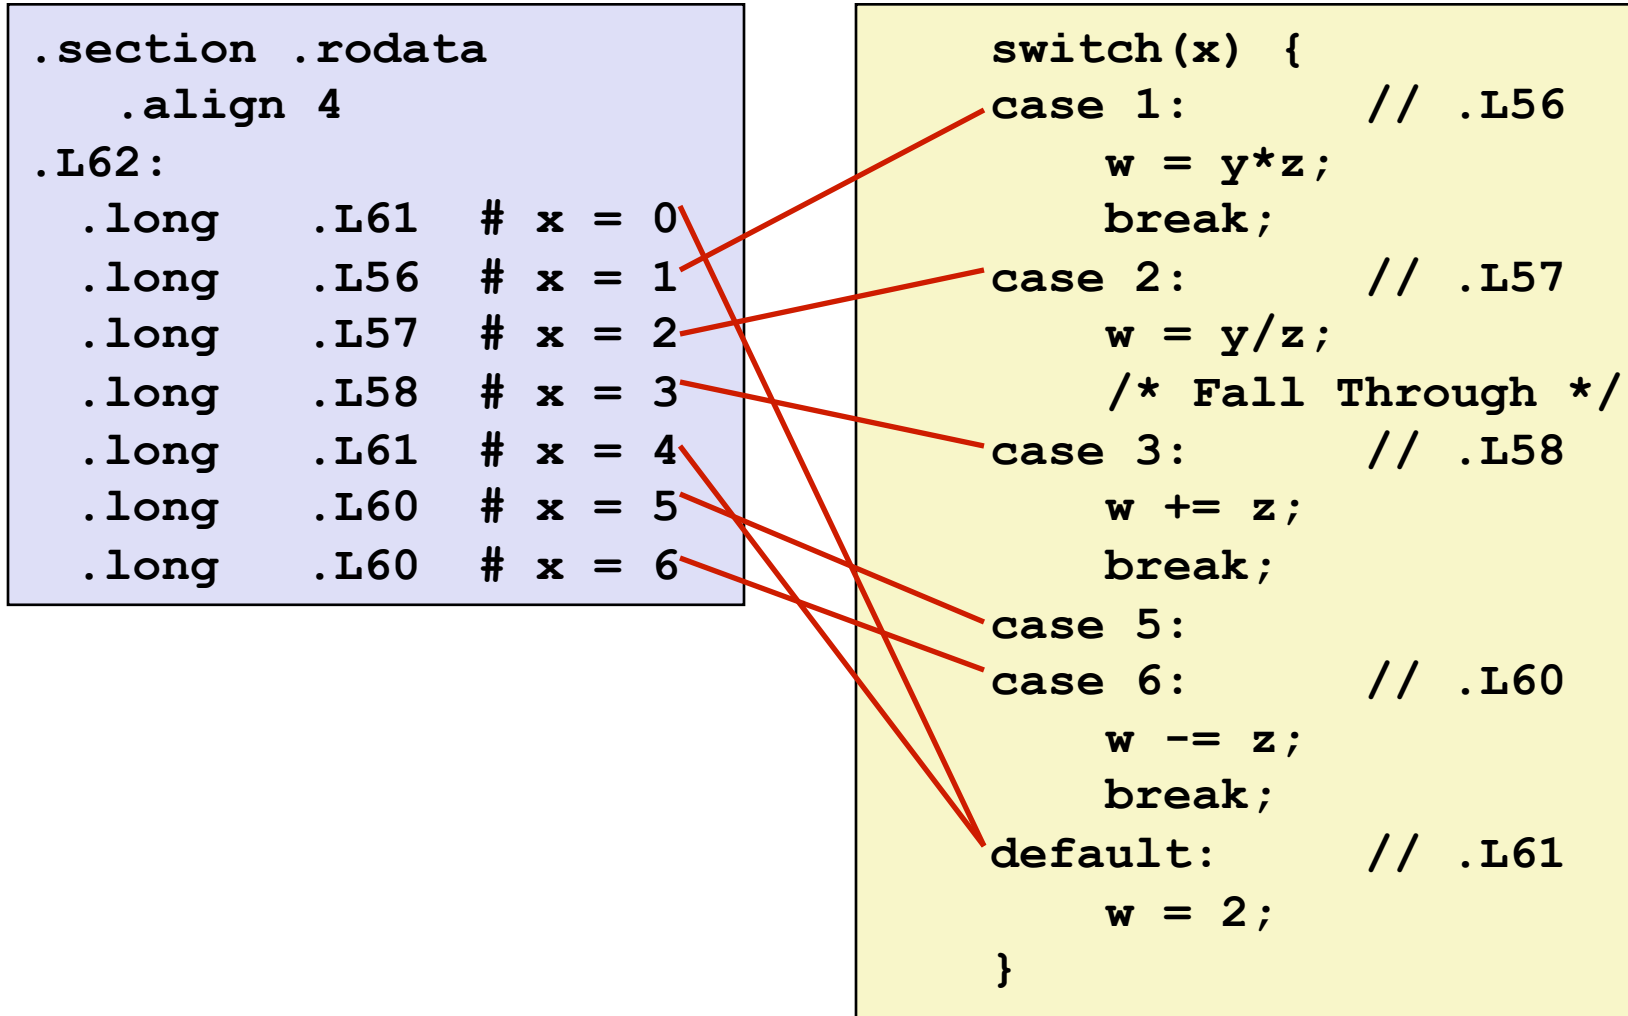 .section .rodata
.align 4
.L62:
.long .L61 # x = 0
.long .L56 # x = 1
.long .L57 # x = 2
.long .L58 # x = 3
.long .L61 # x = 4
.long .L60 # x = 5
.long .L60 # x = 6
switch(x) {
case 1: // .L56
w = y*z;
break;
case 2: // .L57
w = y/z;
/* Fall Through */
case 3: // .L58
w += z;
break;
case 5:
case 6: // .L60
w -= z;
break;
default: // .L61
w = 2;
}